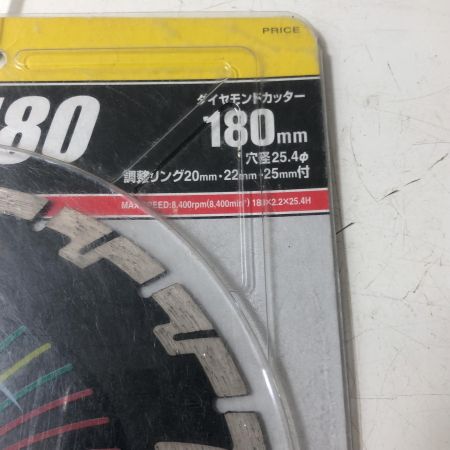 PRICE
180
ダイヤモンドカッター
180mm
穴径25.4φ
調整リング20mm・22mm・25mm付
MAX SPEED:8,400rpm(8,400min⁻¹) 180×2.2×25.4H